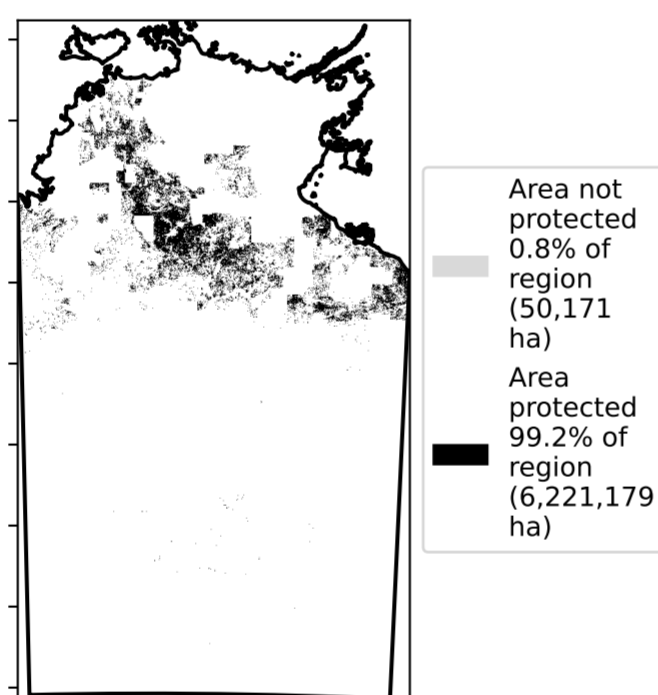 Area not
protected
0.8% of
region
(50,171
ha)
Area
protected
99.2% of
region
(6,221,179
ha)